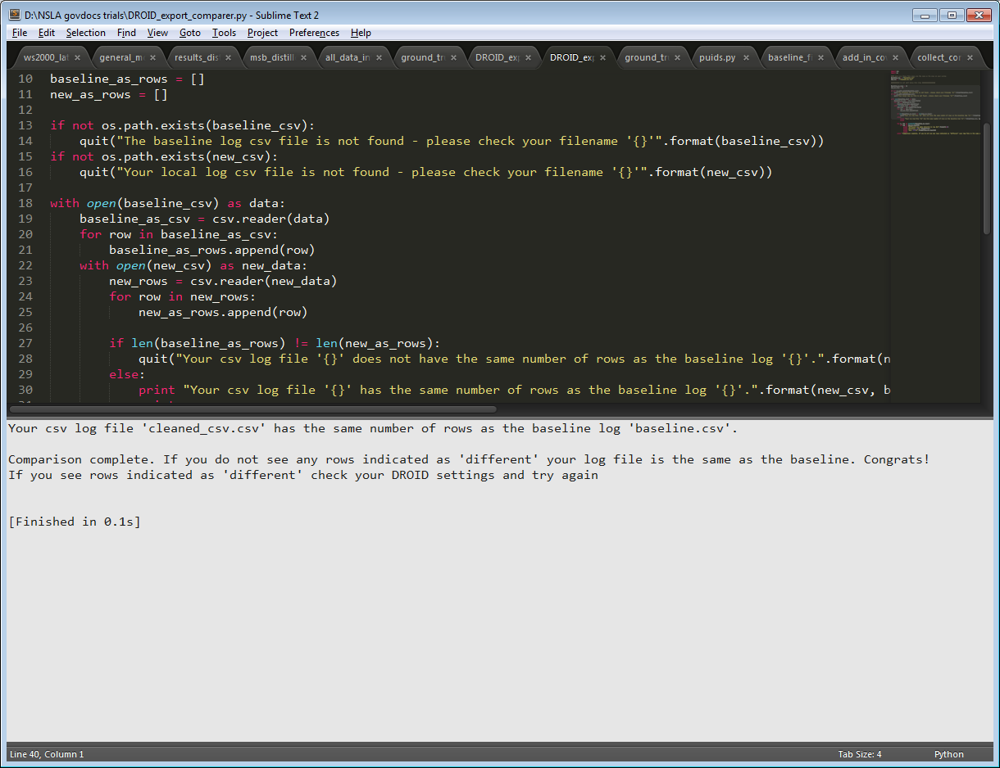 D:\NSLA govdocs trials\DROID_export_comparer.py - Sublime Text 2
File Edit Selection Find View Goto Tools Project Preferences Help
ws2000_la × general_m × results_dis × msb_distill × all_data_in × ground_tr × DROID_exp × DROID_exp × ground_tr × puids.py × baseline_f × add_in_co × collect_cor ×
10 baseline_as_rows = []
11 new_as_rows = []
12
13 if not os.path.exists(baseline_csv):
14 quit("The baseline log csv file is not found - please check your filename '{}'".format(baseline_csv))
15 if not os.path.exists(new_csv):
16 quit("Your local log csv file is not found - please check your filename '{}'".format(new_csv))
17
18 with open(baseline_csv) as data:
19 baseline_as_csv = csv.reader(data)
20 for row in baseline_as_csv:
21 baseline_as_rows.append(row)
22 with open(new_csv) as new_data:
23 new_rows = csv.reader(new_data)
24 for row in new_rows:
25 new_as_rows.append(row)
26
27 if len(baseline_as_rows) != len(new_as_rows):
28 quit("Your csv log file '{}' does not have the same number of rows as the baseline log '{}'.".format(n
29 else:
30 print "Your csv log file '{}' has the same number of rows as the baseline log '{}'.".format(new_csv, b
Your csv log file 'cleaned_csv.csv' has the same number of rows as the baseline log 'baseline.csv'.
Comparison complete. If you do not see any rows indicated as 'different' your log file is the same as the baseline. Congrats!
If you see rows indicated as 'different' check your DROID settings and try again
[Finished in 0.1s]
Line 40, Column 1 Tab Size: 4 Python